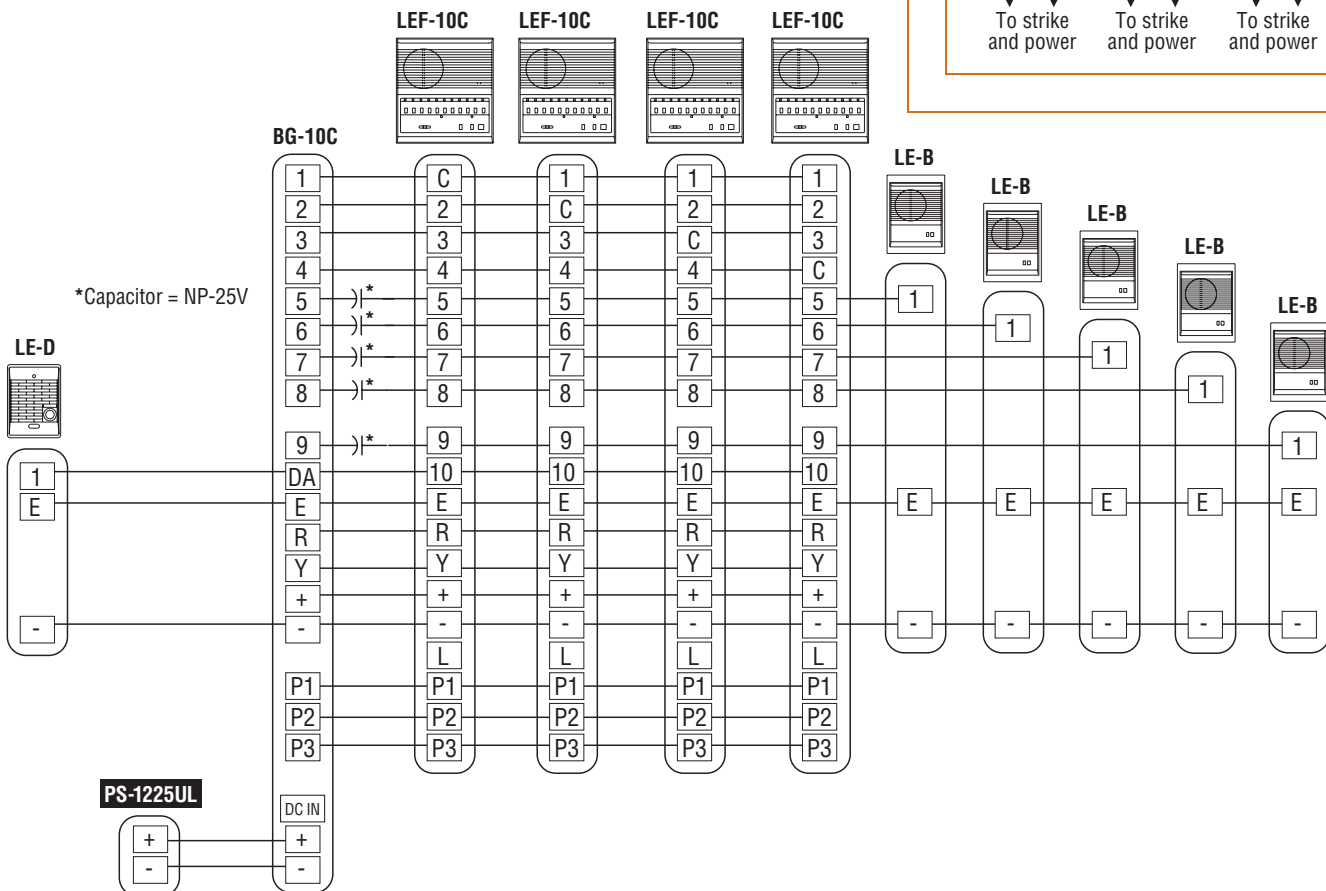 LEF-10C LEF-10C LEF-10C LEF-10C
To strike and power To strike and power To strike and power
BG-10C
LE-B
LE-B
LE-B
LE-B
LE-B
*Capacitor = NP-25V
LE-D
1 C 1 1 1
2 2 C 2 2
3 3 3 C 3
4 4 4 4 C
5 )|* 5 5 5 5 1
6 )|* 6 6 6 6 1
7 )|* 7 7 7 7 1
8 )|* 8 8 8 8 1
9 )|* 9 9 9 9 1
1 DA 10 10 10 10
E E E E E E E E E E E
R R R R R
Y Y Y Y Y
+ + + + +
- - - - - - - - - - -
L L L L
P1 P1 P1 P1 P1
P2 P2 P2 P2 P2
P3 P3 P3 P3 P3
PS-1225UL
DC IN
+ +
- -